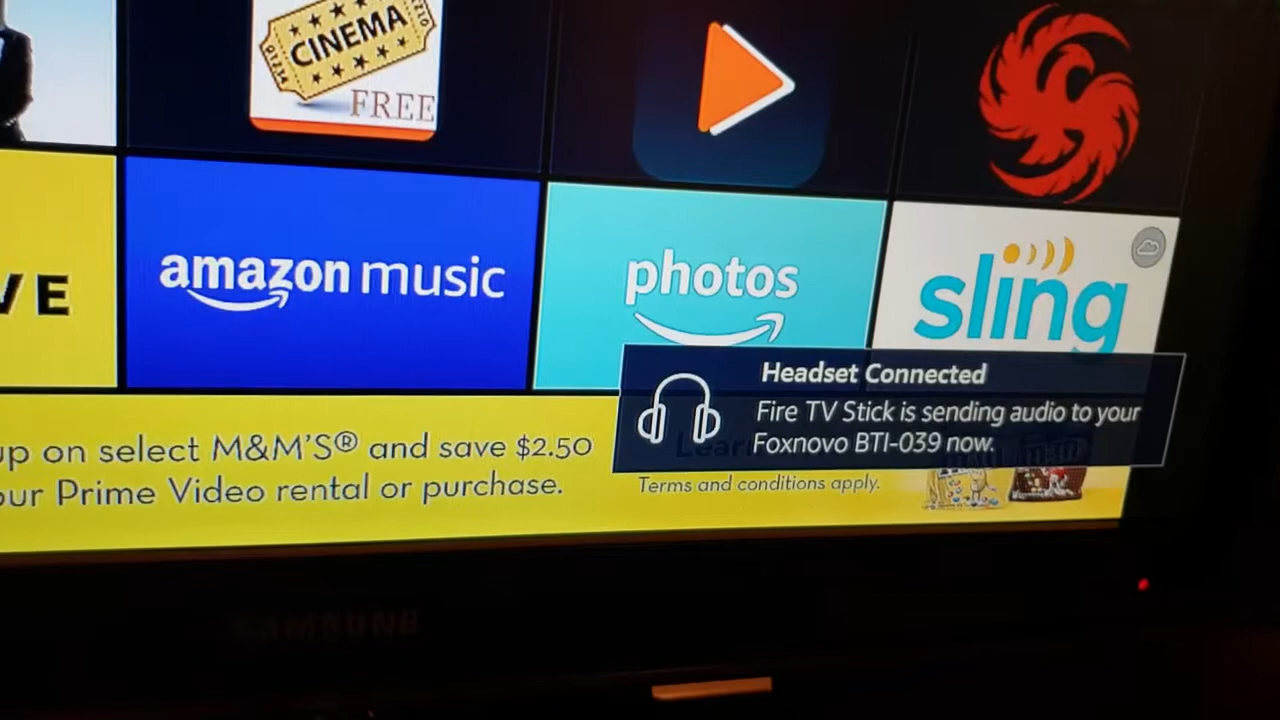 CINEMA
FREE
VE
amazon music
photos
sling
Headset Connected
Fire TV Stick is sending audio to your
Foxnovo BTI-039 now.
up on select M&M'S® and save $2.50
our Prime Video rental or purchase.
Lear
Terms and conditions apply.
SAMSUNG